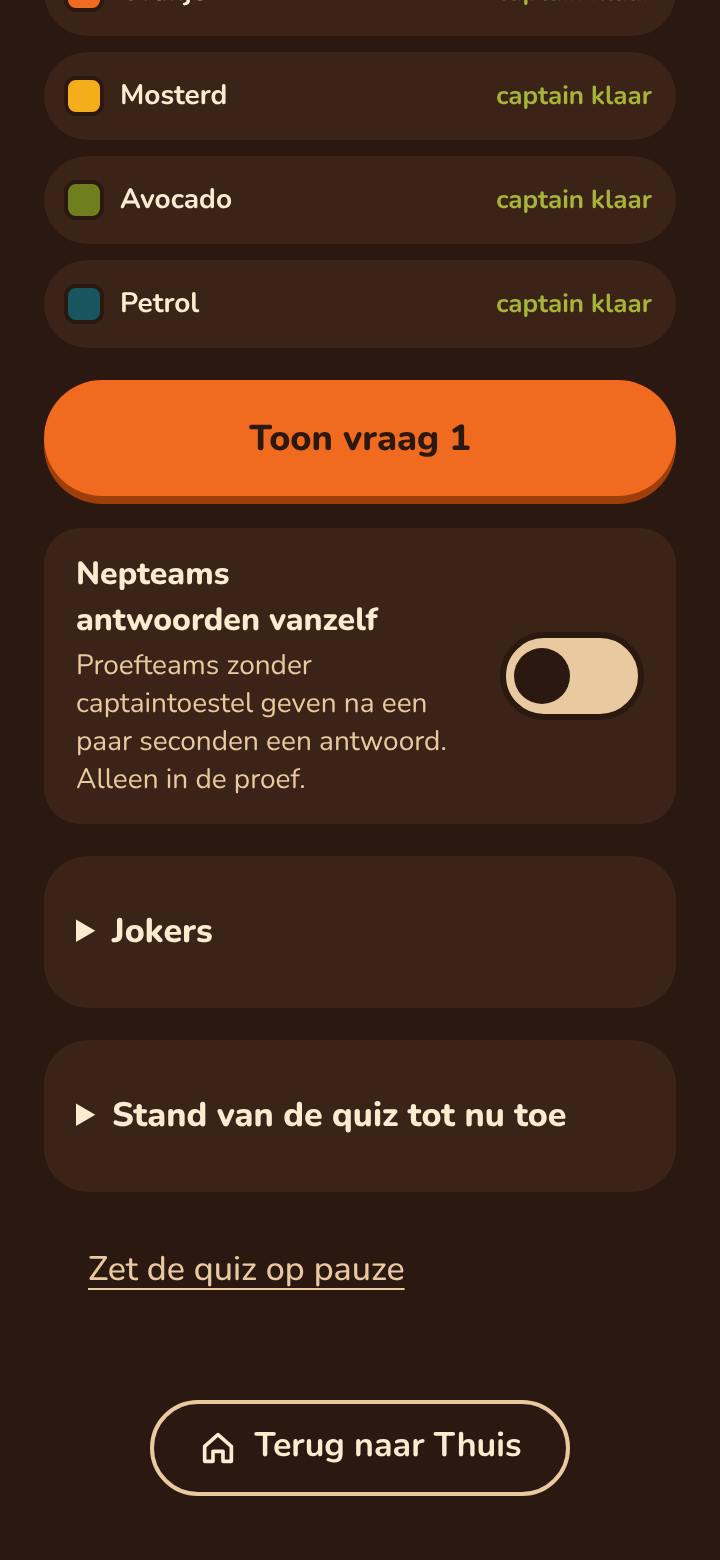 Mosterd captain klaar
Avocado captain klaar
Petrol captain klaar
Toon vraag 1
Nepteams
antwoorden vanzelf
Proefteams zonder
captaintoestel geven na een
paar seconden een antwoord.
Alleen in de proef.
Jokers
Stand van de quiz tot nu toe
Zet de quiz op pauze
Terug naar Thuis